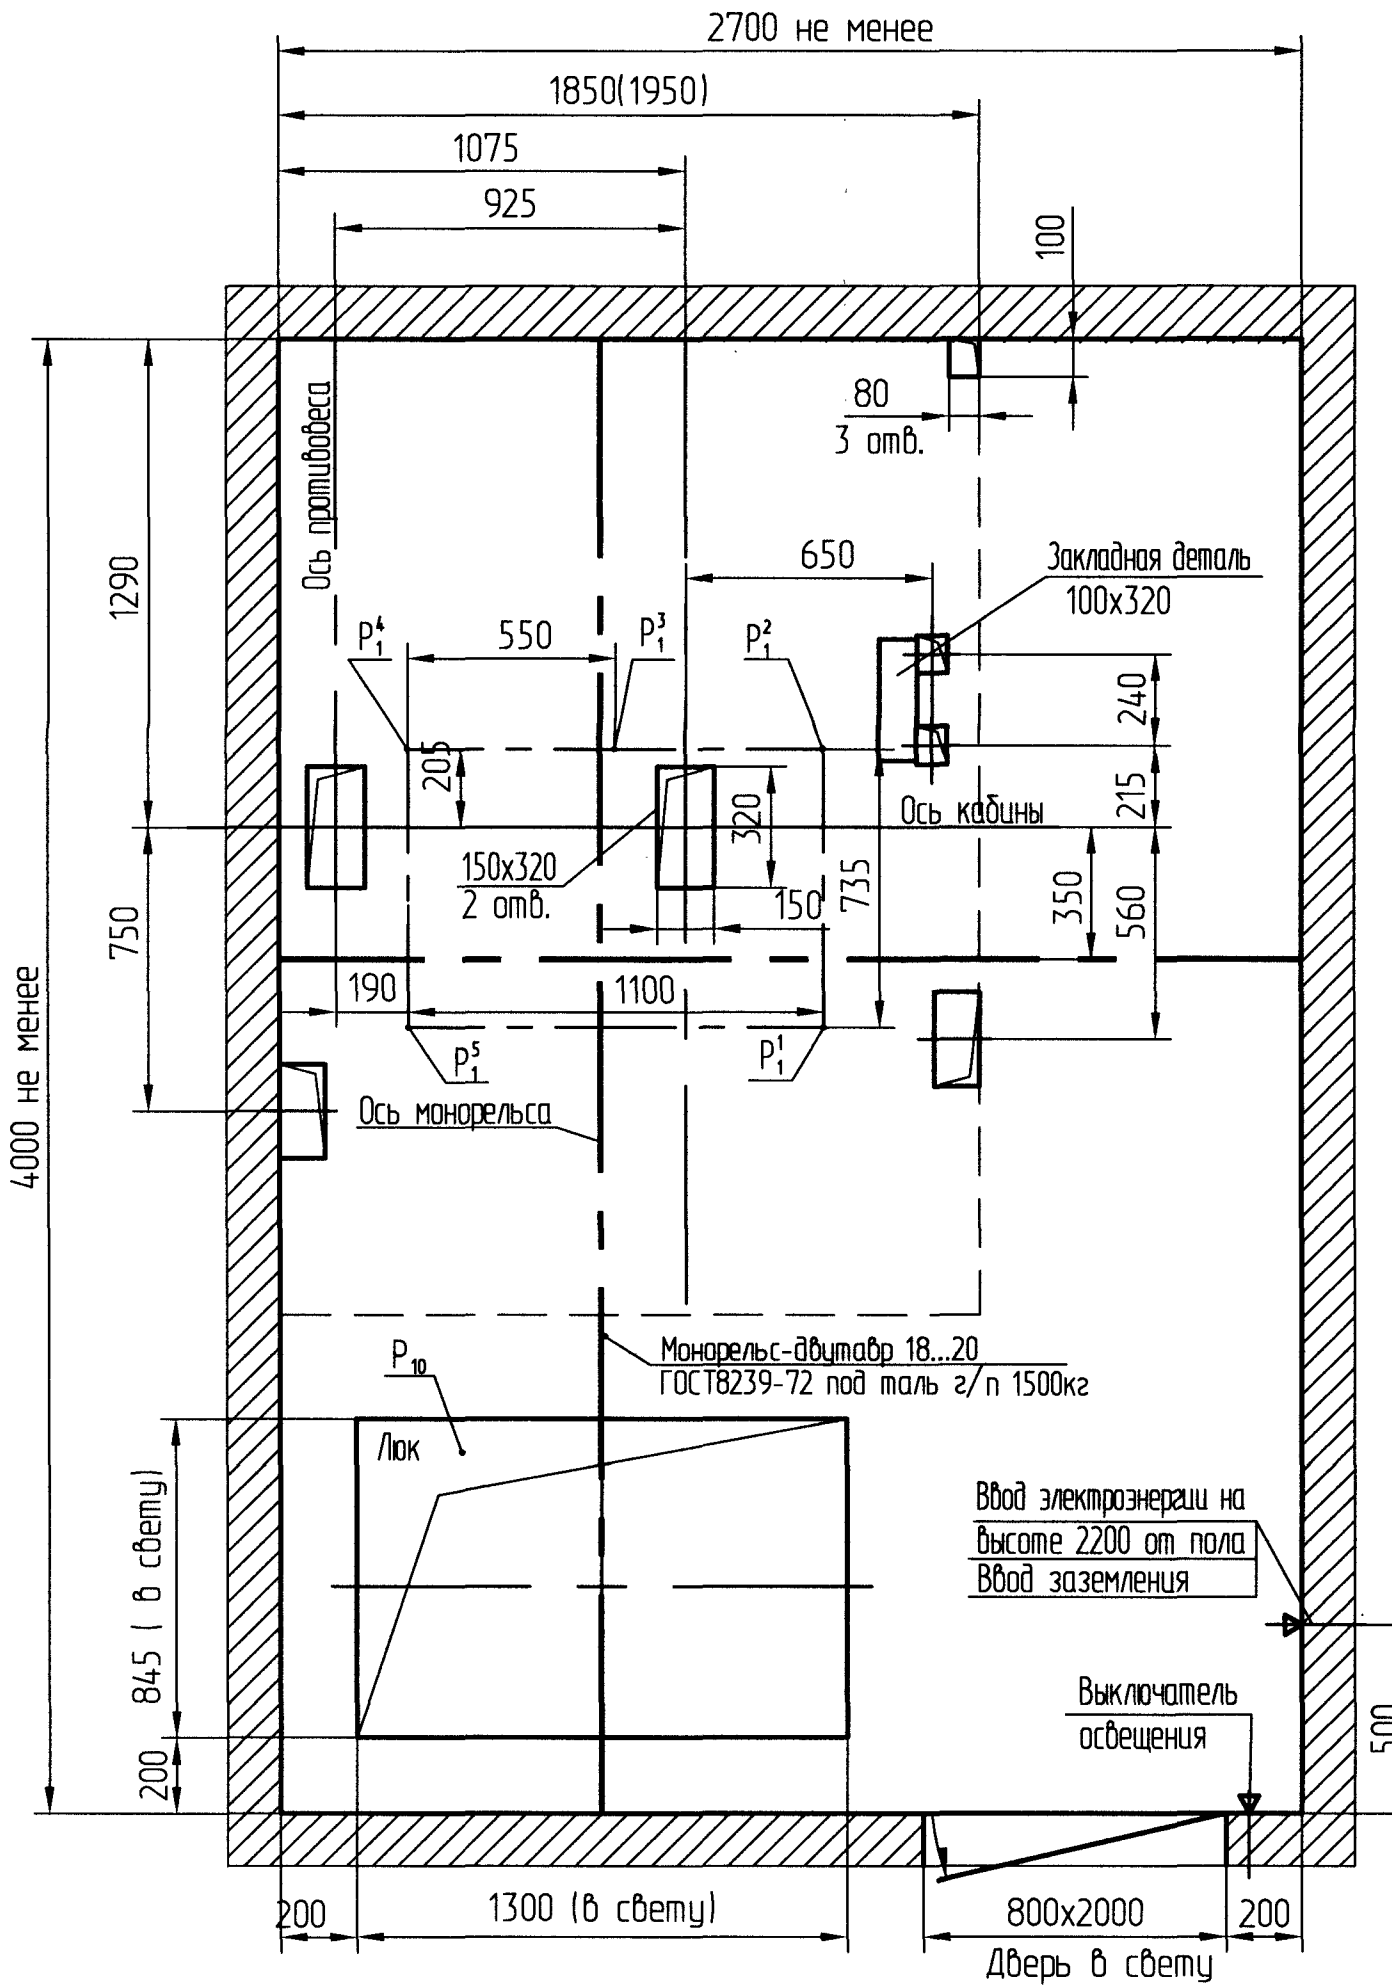 2700 не менее
1850(1950)
1075
925
100
80
3 отв.
Ось противовеса
1290
650
Закладная деталь
100х320
P₁⁴
550
P₁³
P₁²
240
205
215
320
Ось кабины
150х320
2 отв.
150
735
350
560
750
190
1100
4000 не менее
P₁⁵
P₁¹
Ось монорельса
P₁₀
Монорельс-двутавр 18...20
ГОСТ8239-72 под таль г/п 1500кг
Люк
845 ( в свету)
Ввод электроэнергии на
высоте 2200 от пола
Ввод заземления
Выключатель
освещения
500
200
200
1300 (в свету)
800х2000
200
Дверь в свету